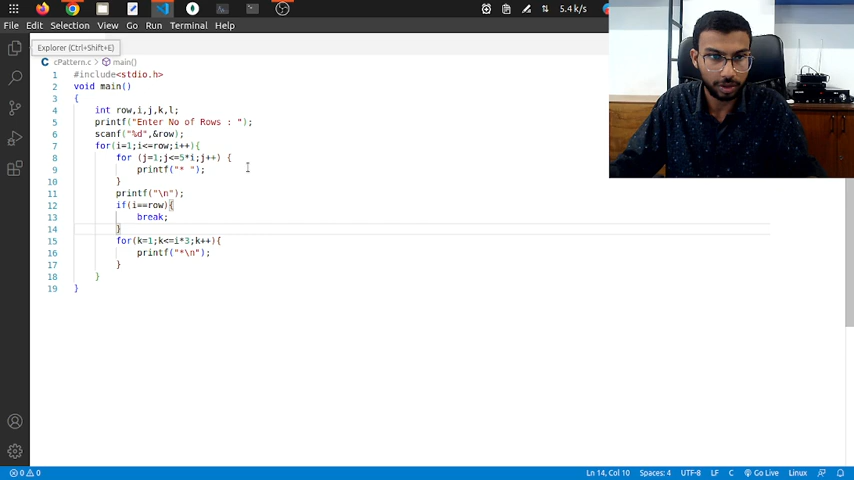 5.4 k/s
File Edit Selection View Go Run Terminal Help
Explorer (Ctrl+Shift+E)
C cPattern.c > main()
1 #include<stdio.h>
2 void main()
3 {
4 int row,i,j,k,l;
5 printf("Enter No of Rows : ");
6 scanf("%d",&row);
7 for(i=1;i<=row;i++){
8 for (j=1;j<=5*i;j++) {
9 printf("* ");
10 }
11 printf("\n");
12 if(i==row){
13 break;
14 }
15 for(k=1;k<=i*3;k++){
16 printf("*\n");
17 }
18 }
19 }
0 0 Ln 14, Col 10 Spaces: 4 UTF-8 LF C Go Live Linux